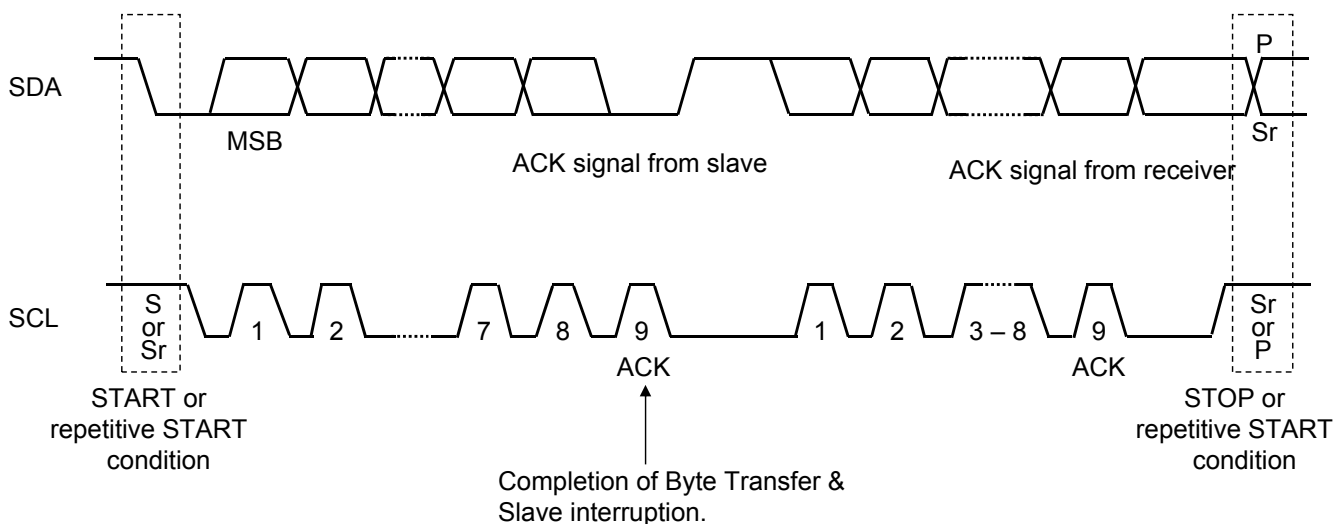 P
SDA
MSB
Sr
ACK signal from slave
ACK signal from receiver
SCL
S
or
Sr
1
2
7
8
9
1
2
3 – 8
9
Sr
or
P
ACK
ACK
START or
repetitive START
condition
STOP or
repetitive START
condition
Completion of Byte Transfer &
Slave interruption.